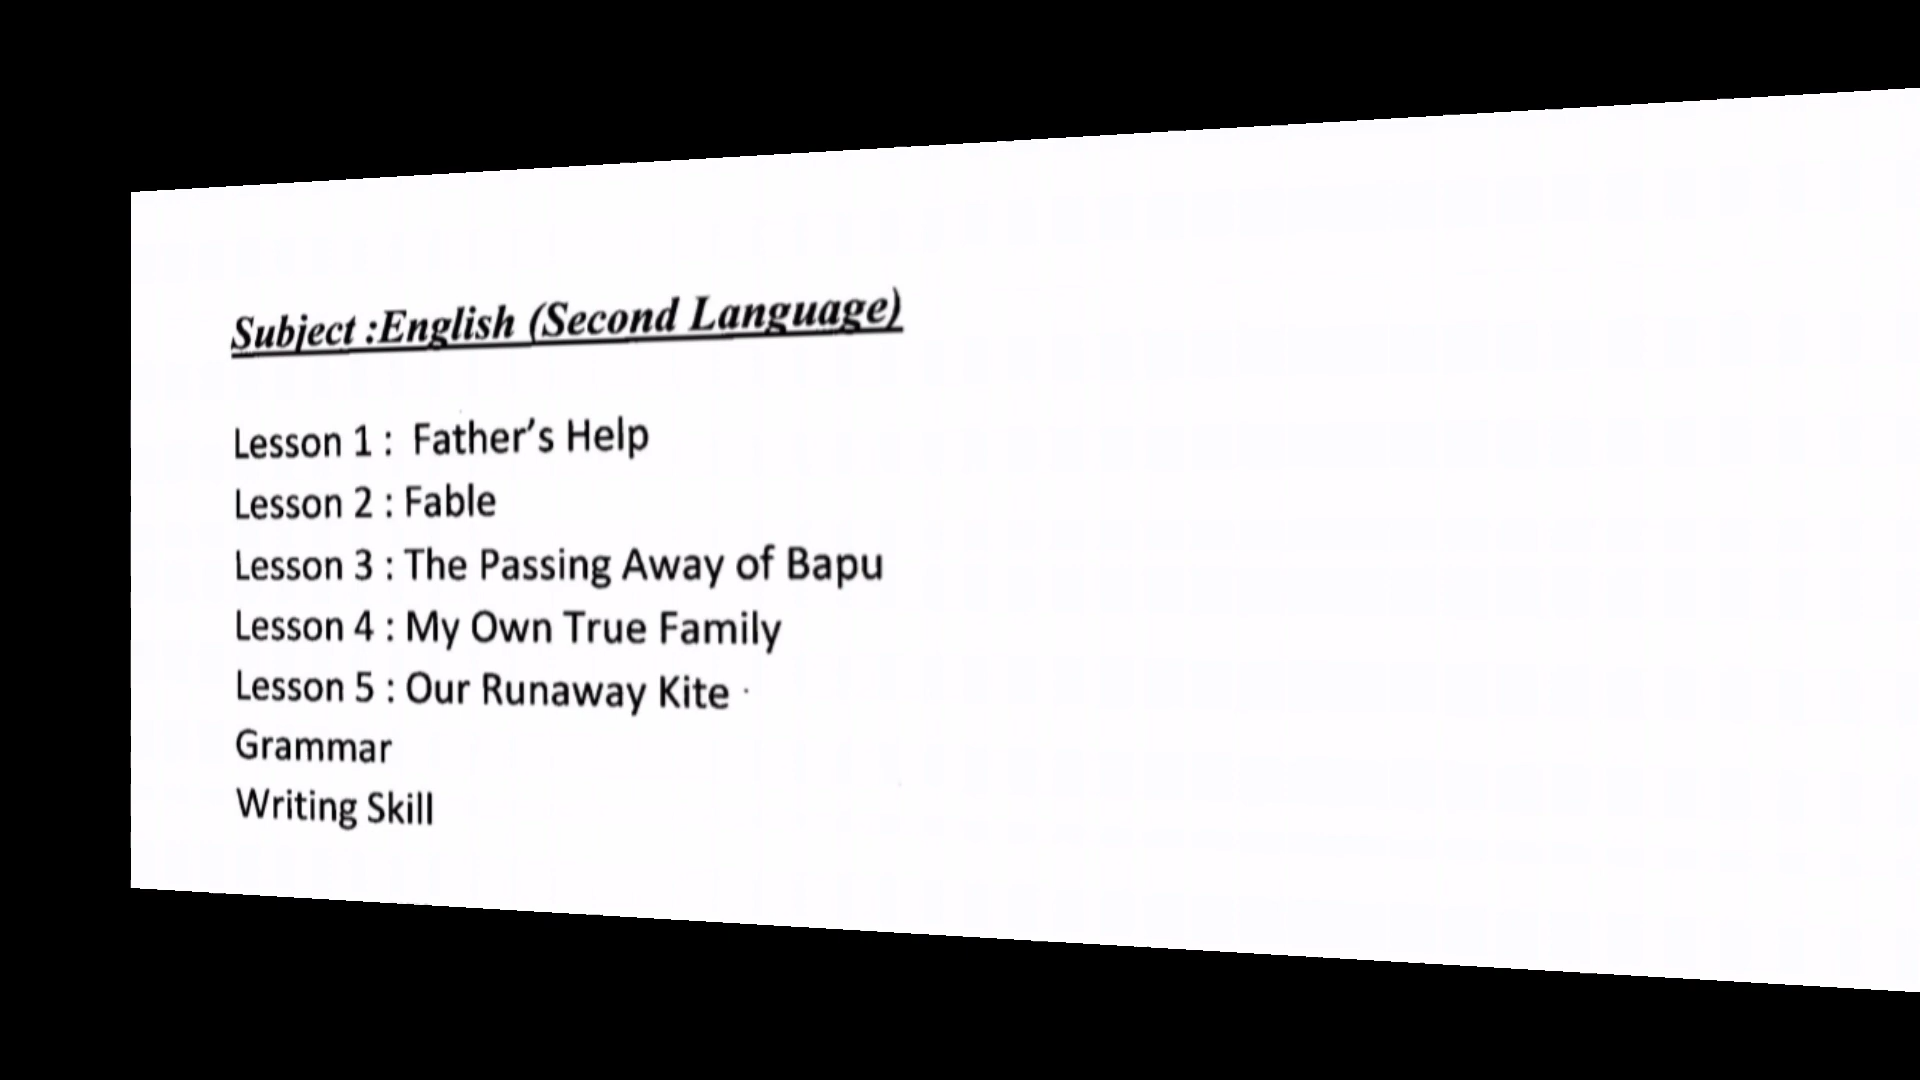 Subject :English (Second Language)
Lesson 1 : Father's Help
Lesson 2 : Fable
Lesson 3 : The Passing Away of Bapu
Lesson 4 : My Own True Family
Lesson 5 : Our Runaway Kite
Grammar
Writing Skill